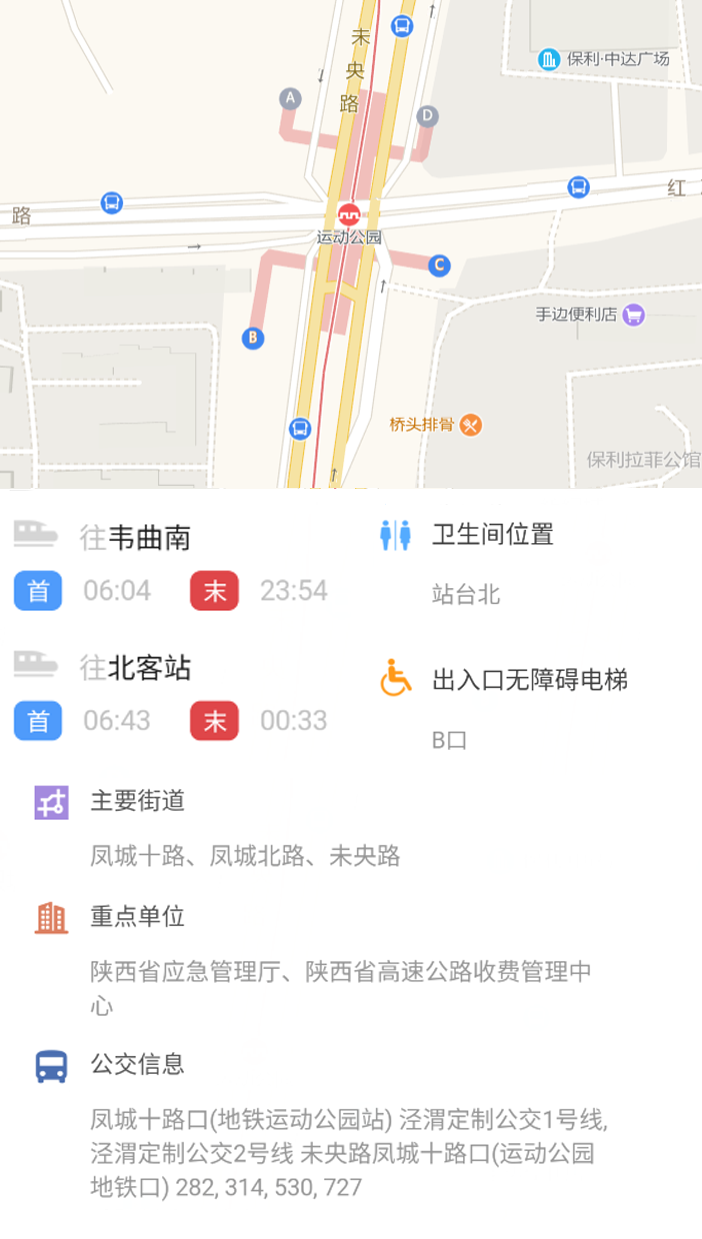 未
央
路
保利·中达广场
A
D
路
红
运动公园
C
手边便利店
B
桥头排骨
保利拉菲公馆
往韦曲南
卫生间位置
首 06:04 末 23:54
站台北
往北客站
出入口无障碍电梯
首 06:43 末 00:33
B口
主要街道
凤城十路、凤城北路、未央路
重点单位
陕西省应急管理厅、陕西省高速公路收费管理中
心
公交信息
凤城十路口(地铁运动公园站) 泾渭定制公交1号线,
泾渭定制公交2号线 未央路凤城十路口(运动公园
地铁口) 282, 314, 530, 727